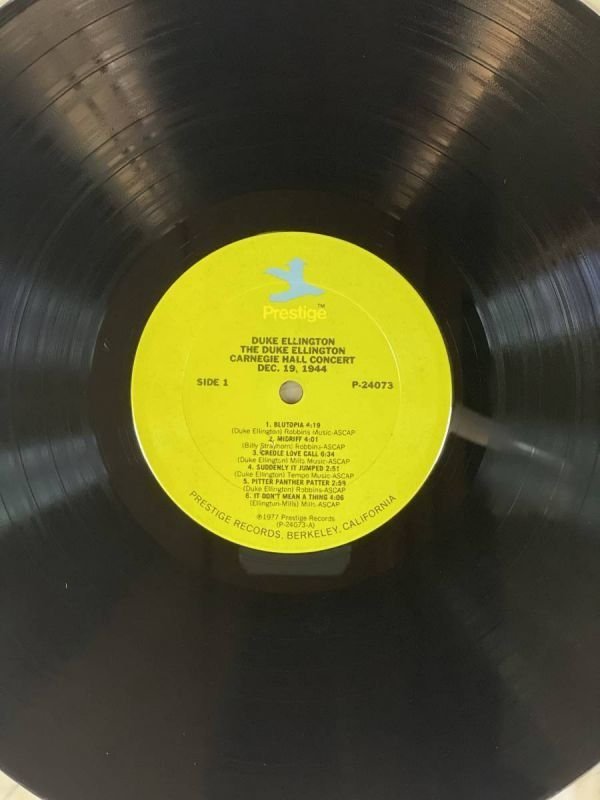 Prestige™
DUKE ELLINGTON
THE DUKE ELLINGTON
CARNEGIE HALL CONCERT
DEC. 19, 1944
SIDE 1 P-24073
1. BLUTOPIA 4:19
(Duke Ellington) Robbins Music-ASCAP
2. MIDRIFF 4:01
(Billy Strayhorn) Robbins-ASCAP
3. CREOLE LOVE CALL 6:34
(Duke Ellington) Mills Music-ASCAP
4. SUDDENLY IT JUMPED 2:51
(Duke Ellington) Tempo Music-ASCAP
5. PITTER PANTHER PATTER 2:59
(Duke Ellington) Robbins-ASCAP
6. IT DON'T MEAN A THING 4:06
(Ellington-Mills) Mills-ASCAP
℗1977 Prestige Records
(P-24073-A)
PRESTIGE RECORDS, BERKELEY, CALIFORNIA